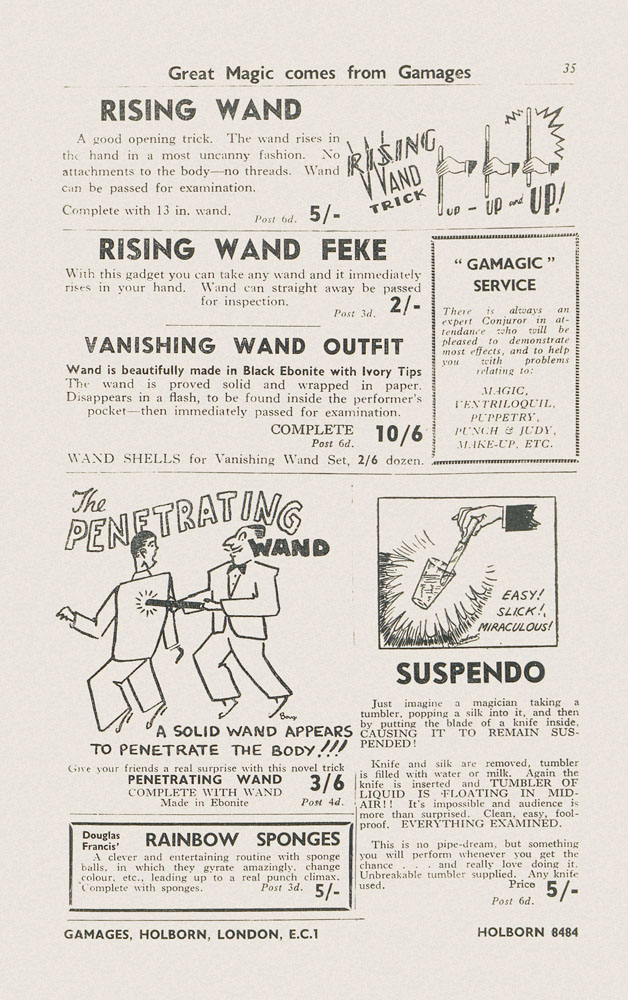 Great Magic comes from Gamages
35
RISING WAND
A good opening trick. The wand rises in
the hand in a most uncanny fashion. No
attachments to the body—no threads. Wand
can be passed for examination.
Complete with 13 in. wand.
Post 6d. 5/-
RISING
WAND
TRICK
UP - UP and UP!
RISING WAND FEKE
With this gadget you can take any wand and it immediately
rises in your hand. Wand can straight away be passed
for inspection.
Post 3d. 2/-
VANISHING WAND OUTFIT
Wand is beautifully made in Black Ebonite with Ivory Tips
The wand is proved solid and wrapped in paper.
Disappears in a flash, to be found inside the performer's
pocket—then immediately passed for examination.
COMPLETE 10/6
Post 6d.
WAND SHELLS for Vanishing Wand Set, 2/6 dozen.
" GAMAGIC "
SERVICE
There is always an
expert Conjuror in at-
tendance who will be
pleased to demonstrate
most effects, and to help
you with problems
relating to:
MAGIC,
VENTRILOQUIL,
PUPPETRY,
PUNCH & JUDY,
MAKE-UP, ETC.
The
PENETRATING
WAND
A SOLID WAND APPEARS
TO PENETRATE THE BODY!!!
Give your friends a real surprise with this novel trick
PENETRATING WAND 3/6
COMPLETE WITH WAND
Made in Ebonite Post 4d.
Douglas
Francis' RAINBOW SPONGES
A clever and entertaining routine with sponge
balls, in which they gyrate amazingly, change
colour, etc., leading up to a real punch climax.
Complete with sponges. Post 3d. 5/-
EASY!
SLICK!
MIRACULOUS!
SUSPENDO
Just imagine a magician taking a
tumbler, popping a silk into it, and then
by putting the blade of a knife inside,
CAUSING IT TO REMAIN SUS-
PENDED!
Knife and silk are removed, tumbler
is filled with water or milk. Again the
knife is inserted and TUMBLER OF
LIQUID IS FLOATING IN MID-
AIR!! It's impossible and audience is
more than surprised. Clean, easy, fool-
proof. EVERYTHING EXAMINED.
This is no pipe-dream, but something
you will perform whenever you get the
chance . . . and really love doing it.
Unbreakable tumbler supplied. Any knife
used. Price 5/-
Post 6d.
GAMAGES, HOLBORN, LONDON, E.C.1
HOLBORN 8484